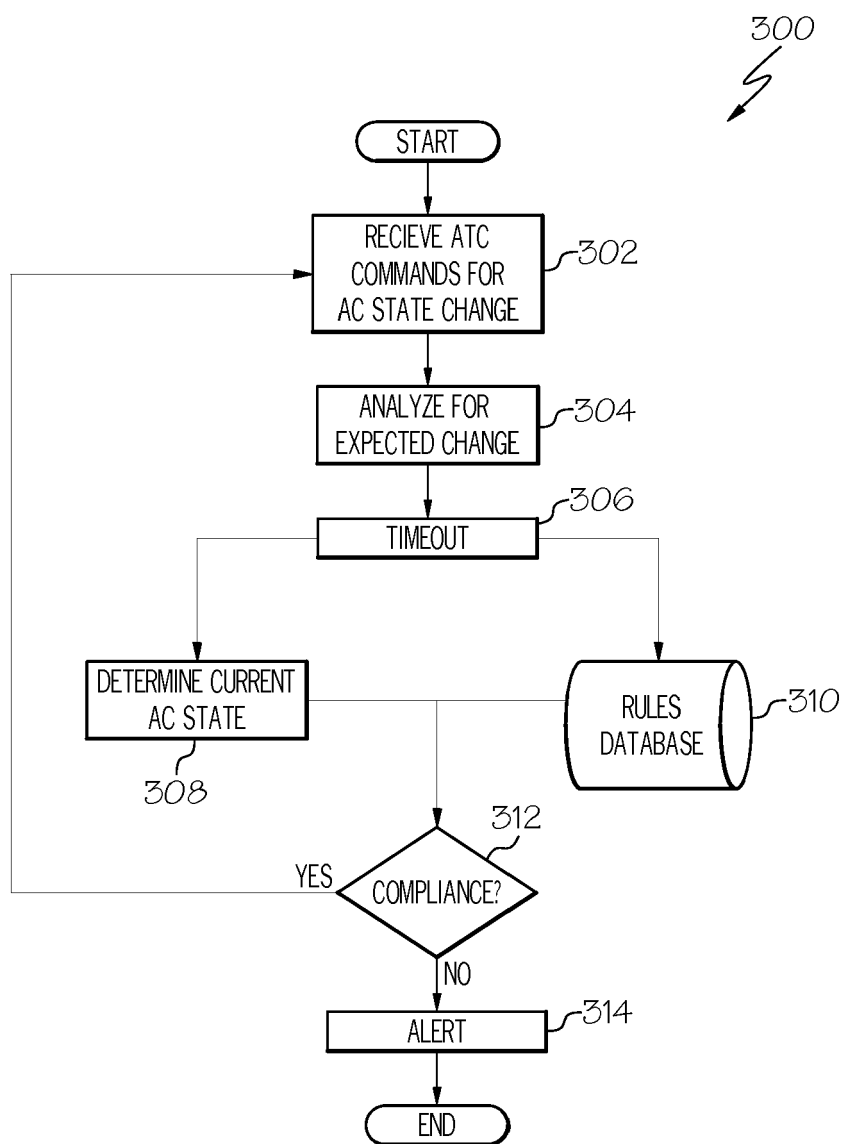 300
START
RECIEVE ATC
COMMANDS FOR
AC STATE CHANGE
302
ANALYZE FOR
EXPECTED CHANGE
304
306
TIMEOUT
DETERMINE CURRENT
AC STATE
308
RULES
DATABASE
310
312
YES
COMPLIANCE?
NO
ALERT
314
END